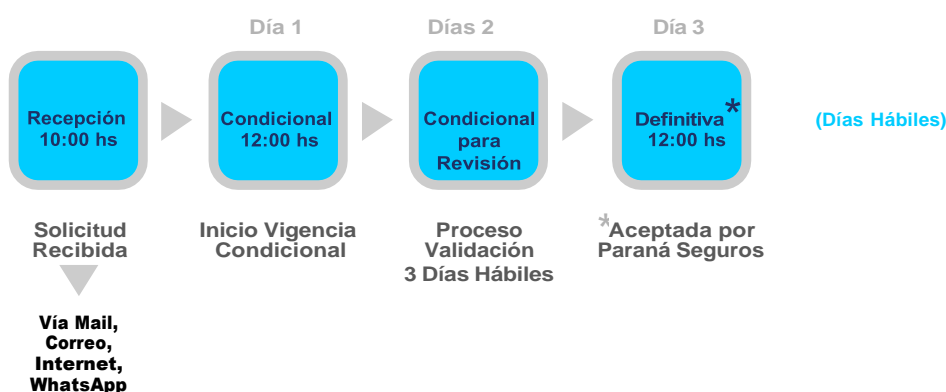 Día 1
Días 2
Día 3
Recepción
10:00 hs
Condicional
12:00 hs
Condicional
para
Revisión
Definitiva*
12:00 hs
(Días Hábiles)
Solicitud
Recibida
Inicio Vigencia
Condicional
Proceso
Validación
3 Días Hábiles
*Aceptada por
Paraná Seguros
Vía Mail,
Correo,
Internet,
WhatsApp